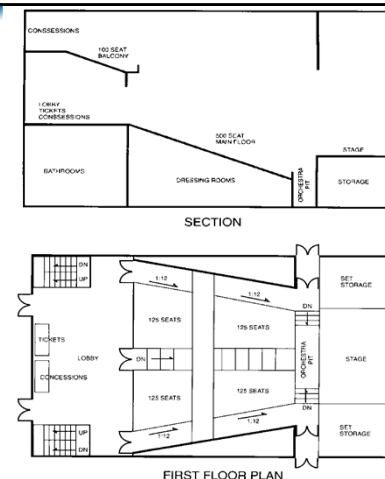 CONSSESSIONS
100 SEAT
BALCONY
LOBBY
TICKETS
CONSSESSIONS
500 SEAT
MAIN FLOOR
STAGE
BATHROOMS
DRESSING ROOMS
ORCHESTRA
PIT
STORAGE
SECTION
DN
UP
1:12
1:12
SET
STORAGE
DN
125 SEATS
125 SEATS
TICKETS
LOBBY
DN
ORCHESTRA
PIT
STAGE
CONCESSIONS
125 SEATS
125 SEATS
DN
UP
DN
1:12
1:12
SET
STORAGE
FIRST FLOOR PLAN